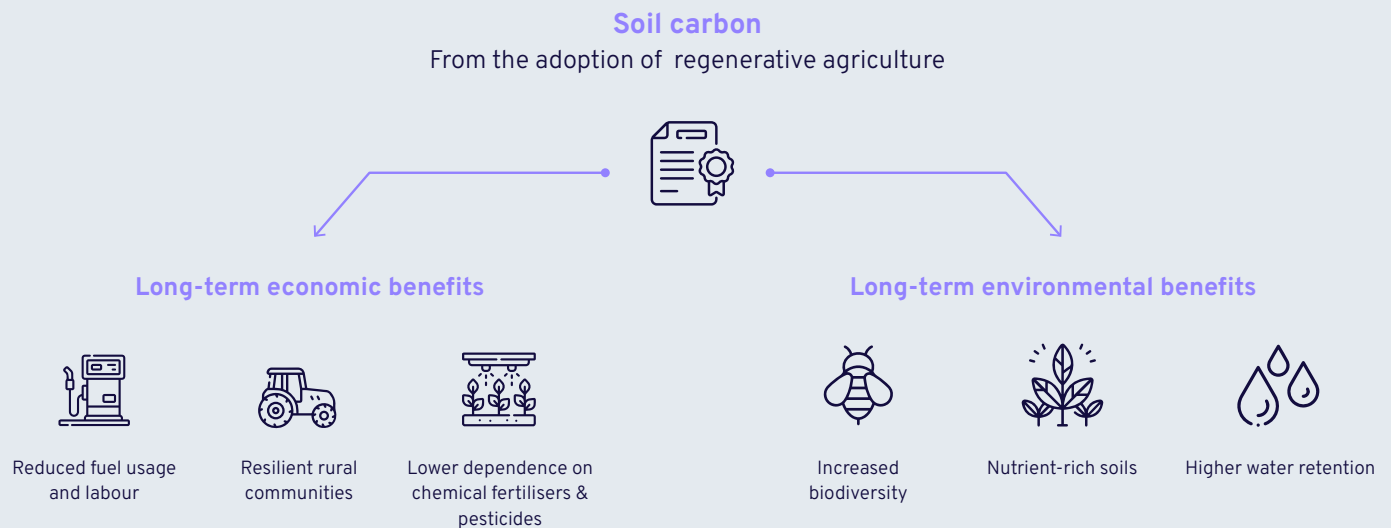 Soil carbon
From the adoption of regenerative agriculture
Long-term economic benefits
Reduced fuel usage
and labour
Resilient rural
communities
Lower dependence on
chemical fertilisers &
pesticides
Long-term environmental benefits
Increased
biodiversity
Nutrient-rich soils
Higher water retention